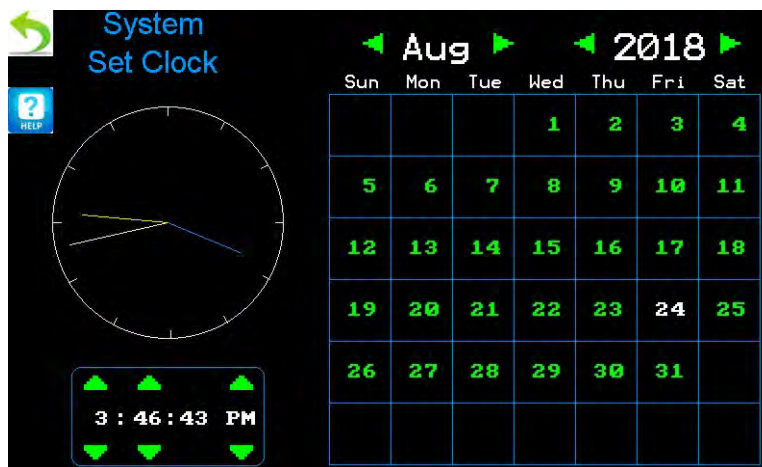 System
Set Clock
? HELP
3:46:43 PM
Aug 2018
Sun Mon Tue Wed Thu Fri Sat
1 2 3 4
5 6 7 8 9 10 11
12 13 14 15 16 17 18
19 20 21 22 23 24 25
26 27 28 29 30 31